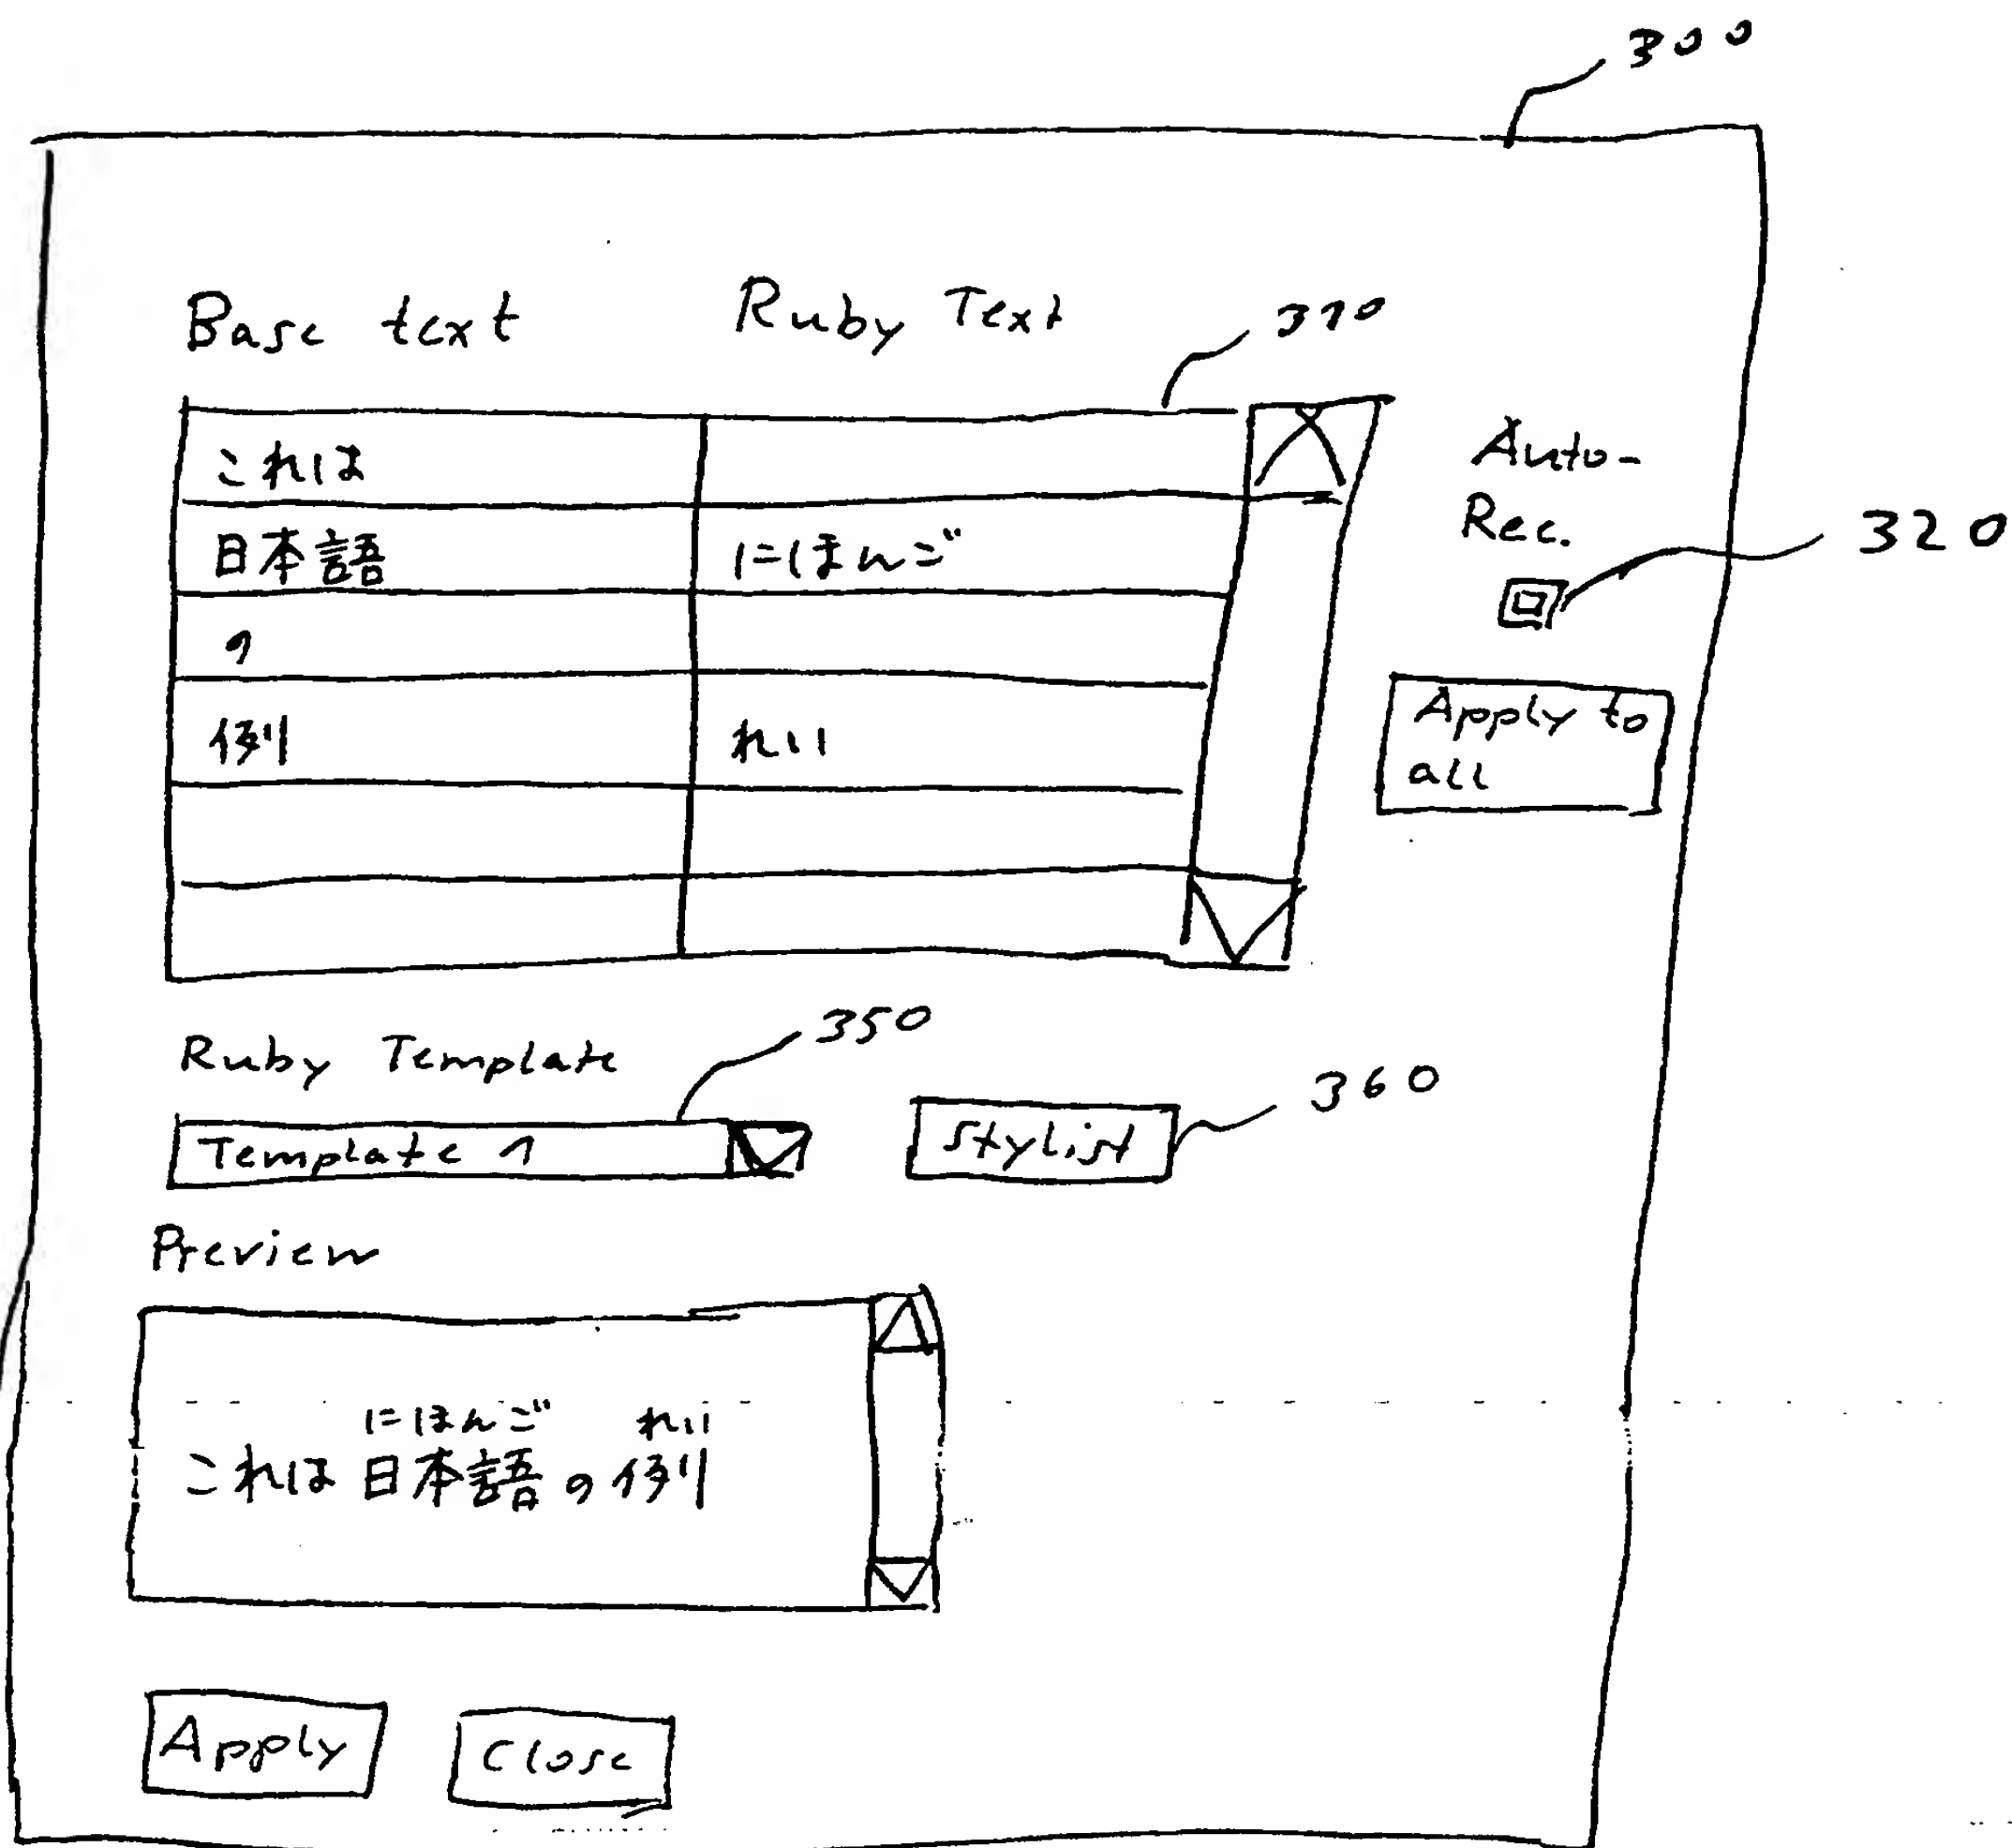 300
Base text Ruby Text 310
これは
日本語 にほんご
の
例 れい
Auto-
Rec.
320
Apply to
all
Ruby Template 350
Template 1 Stylist 360
Preview
にほんご れい
これは日本語の例
Apply Close